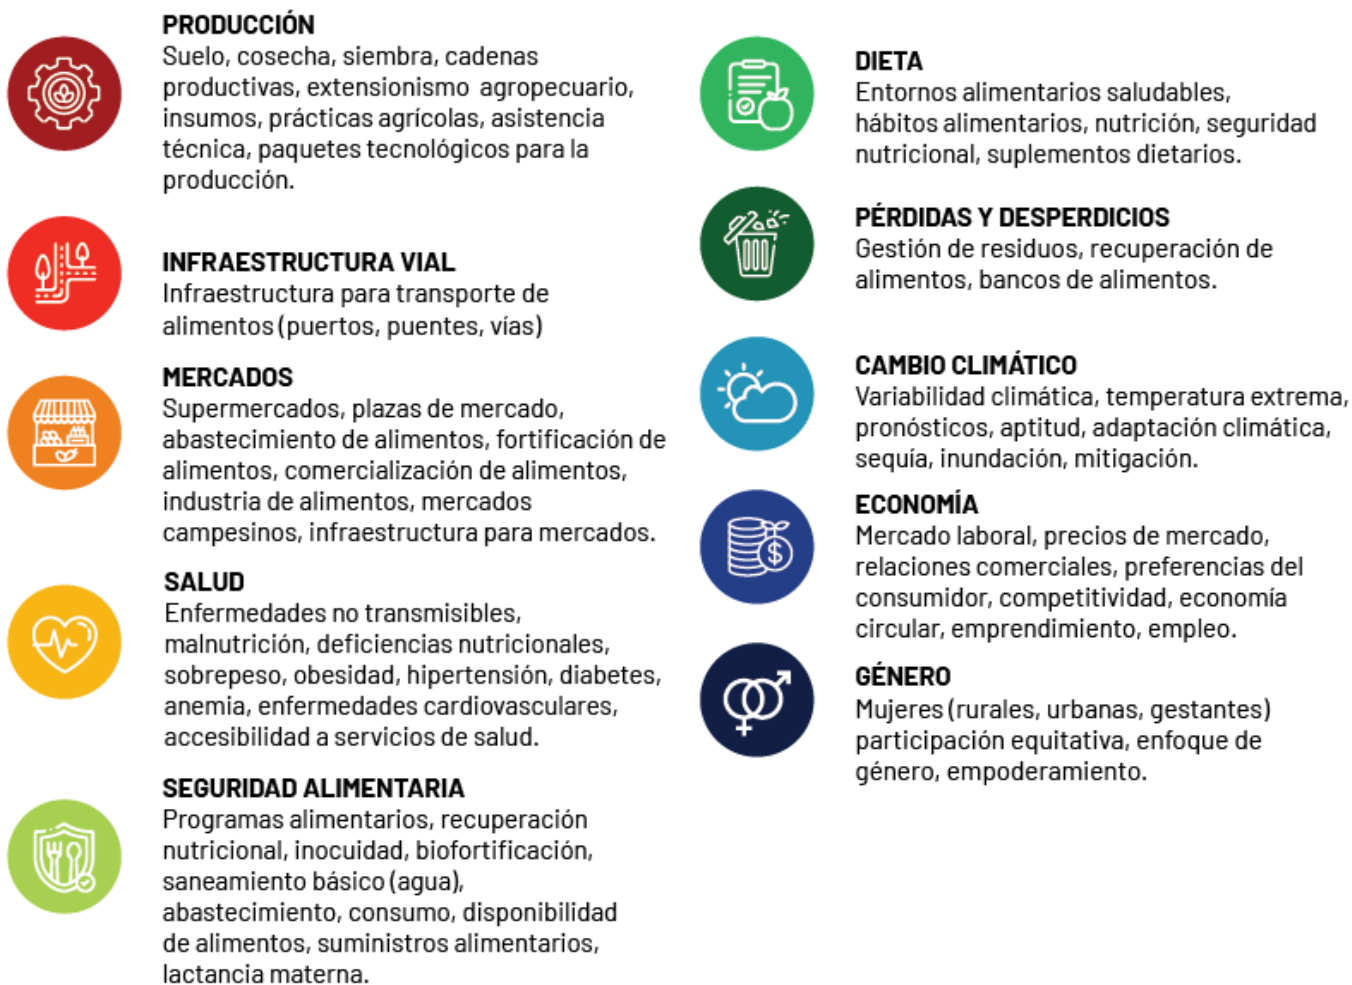 PRODUCCIÓN
Suelo, cosecha, siembra, cadenas
productivas, extensionismo agropecuario,
insumos, prácticas agrícolas, asistencia
técnica, paquetes tecnológicos para la
producción.
INFRAESTRUCTURA VIAL
Infraestructura para transporte de
alimentos (puertos, puentes, vías)
MERCADOS
Supermercados, plazas de mercado,
abastecimiento de alimentos, fortificación de
alimentos, comercialización de alimentos,
industria de alimentos, mercados
campesinos, infraestructura para mercados.
SALUD
Enfermedades no transmisibles,
malnutrición, deficiencias nutricionales,
sobrepeso, obesidad, hipertensión, diabetes,
anemia, enfermedades cardiovasculares,
accesibilidad a servicios de salud.
SEGURIDAD ALIMENTARIA
Programas alimentarios, recuperación
nutricional, inocuidad, biofortificación,
saneamiento básico (agua),
abastecimiento, consumo, disponibilidad
de alimentos, suministros alimentarios,
lactancia materna.
DIETA
Entornos alimentarios saludables,
hábitos alimentarios, nutrición, seguridad
nutricional, suplementos dietarios.
PÉRDIDAS Y DESPERDICIOS
Gestión de residuos, recuperación de
alimentos, bancos de alimentos.
CAMBIO CLIMÁTICO
Variabilidad climática, temperatura extrema,
pronósticos, aptitud, adaptación climática,
sequía, inundación, mitigación.
ECONOMÍA
Mercado laboral, precios de mercado,
relaciones comerciales, preferencias del
consumidor, competitividad, economía
circular, emprendimiento, empleo.
GÉNERO
Mujeres (rurales, urbanas, gestantes)
participación equitativa, enfoque de
género, empoderamiento.